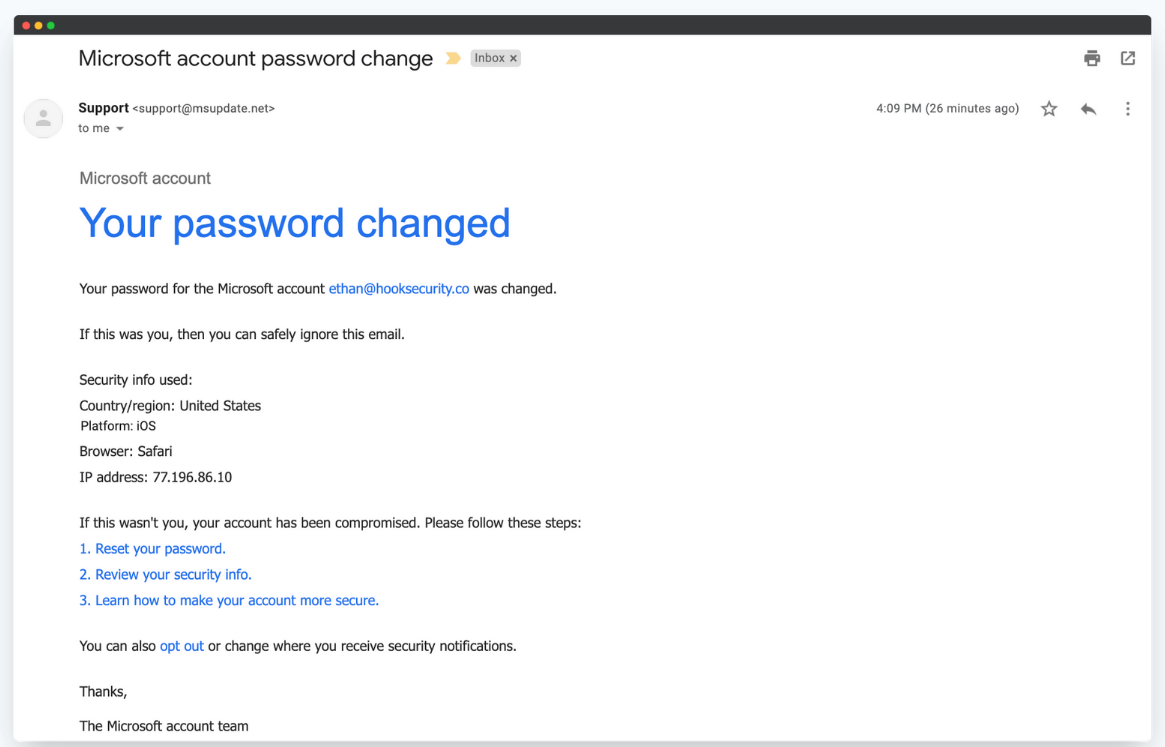 Microsoft account password change Inbox ×
Support <support@msupdate.net> 4:09 PM (26 minutes ago)
to me
Microsoft account
Your password changed
Your password for the Microsoft account ethan@hooksecurity.co was changed.
If this was you, then you can safely ignore this email.
Security info used:
Country/region: United States
Platform: iOS
Browser: Safari
IP address: 77.196.86.10
If this wasn't you, your account has been compromised. Please follow these steps:
1. Reset your password.
2. Review your security info.
3. Learn how to make your account more secure.
You can also opt out or change where you receive security notifications.
Thanks,
The Microsoft account team